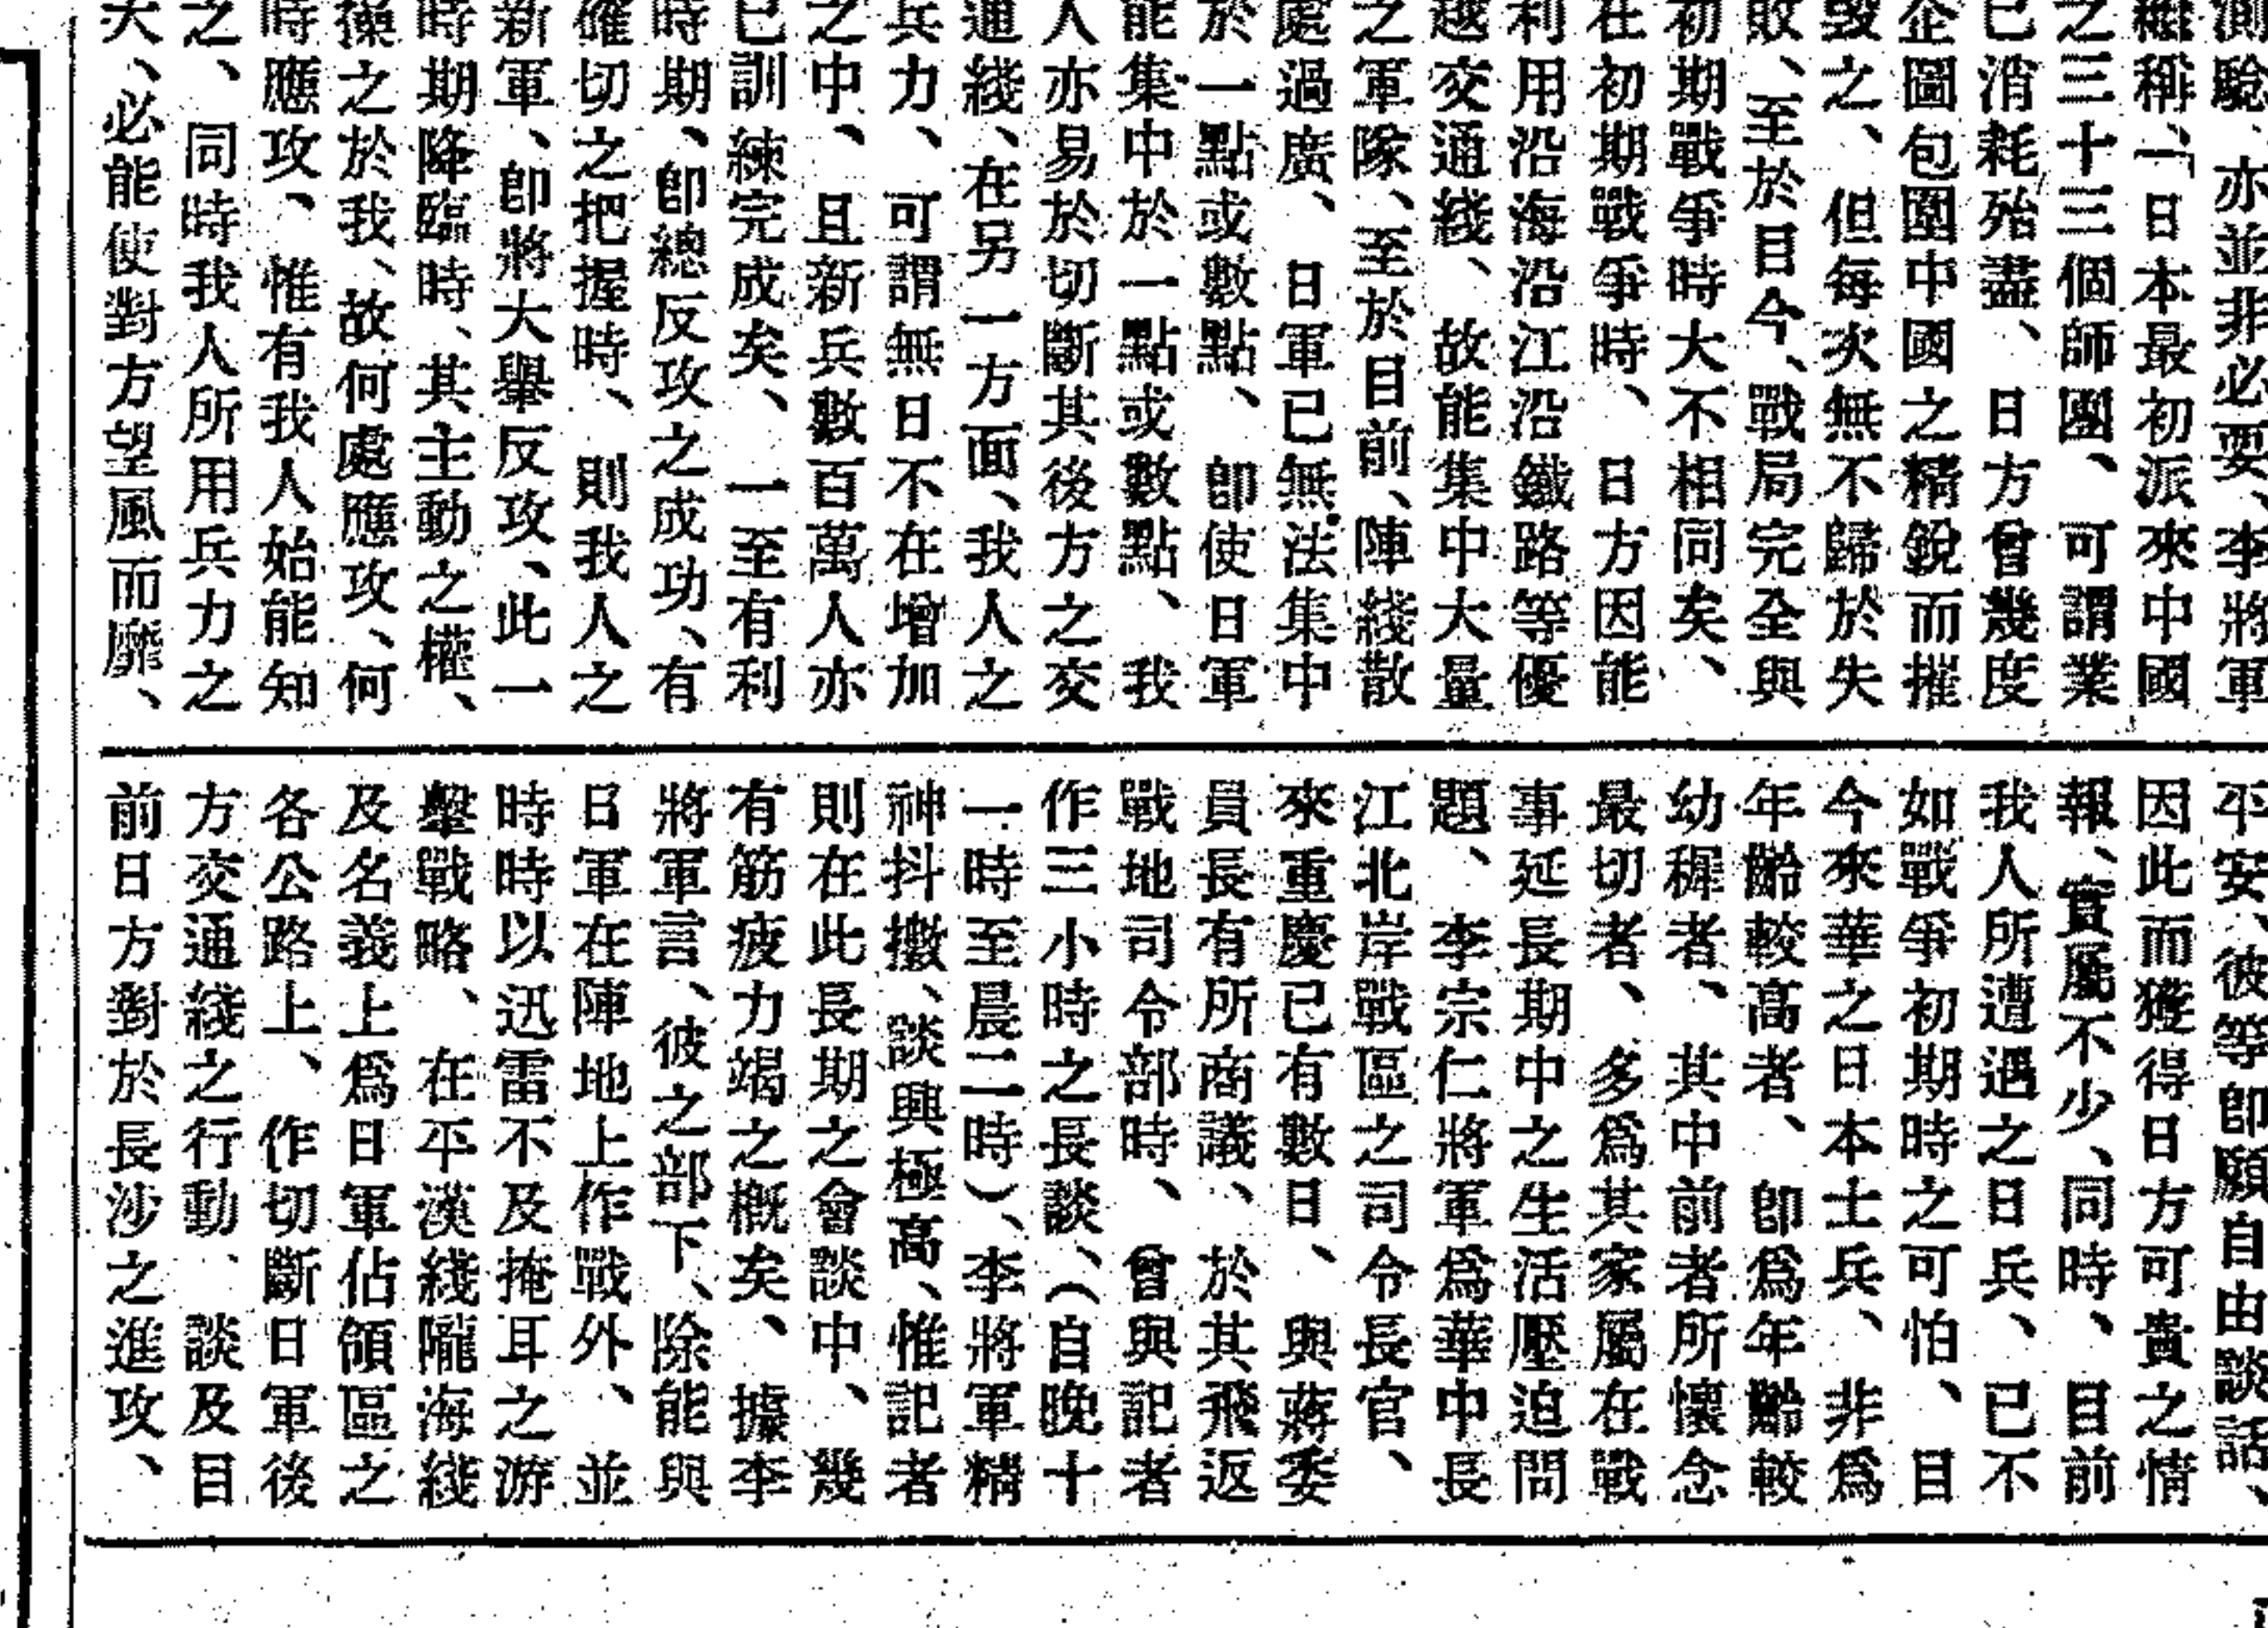 測騐、亦並非必要、李將軍
繼稱、「日本最初派來中國
之三十三個師團、可謂業
已消耗殆盡、日方曾幾度
企圖包圍中國之精銳而摧
毀之、但每次無不歸於失
敗、至於目今、戰局完全與
初期戰爭時大不相同矣、
在初期戰爭時、日方因能
利用沿海沿江沿鐵路等優
越交通綫、故能集中大量
之軍隊、至於目前、陣綫散
處過廣、日軍已無法集中
於一點或數點、卽使日軍
能集中於一點或數點、我
人亦易於切斷其後方之交
通綫、在另一方面、我人之
兵力、可謂無日不在增加
之中、且新兵數百萬人亦
已訓練完成矣、一至有利
時期、卽總反攻之成功、有
確切之把握時、則我人之
新軍、卽將大舉反攻、此一
時期降臨時、其主動之權、
操之於我、故何處應攻、何
時應攻、惟有我人始能知
之、同時我人所用兵力之
大、必能使對方望風而靡、
平安、彼等卽願自由談話、
因此而獲得日方可貴之情
報、實屬不少、同時、目前
我人所遭遇之日兵、已不
如戰爭初期時之可怕、目
今來華之日本士兵、非爲
年齡較高者、卽爲年齡較
幼穉者、其中前者所懷念
最切者、多爲其家屬在戰
事延長期中之生活壓迫問
題、李宗仁將軍爲華中長
江北岸戰區之司令長官、
來重慶已有數日、與蔣委
員長有所商議、於其飛返
戰地司令部時、曾與記者
作三小時之長談、（自晚十
一時至晨二時）、李將軍精
神抖擻、談興極高、惟記者
則在此長期之會談中、幾
有筋疲力竭之概矣、據李
將軍言、彼之部下、除能與
日軍在陣地上作戰外、並
時時以迅雷不及掩耳之游
擊戰略、在平漢綫隴海綫
及名義上爲日軍佔領區之
各公路上、作切斷日軍後
方交通綫之行動、談及目
前日方對於長沙之進攻、